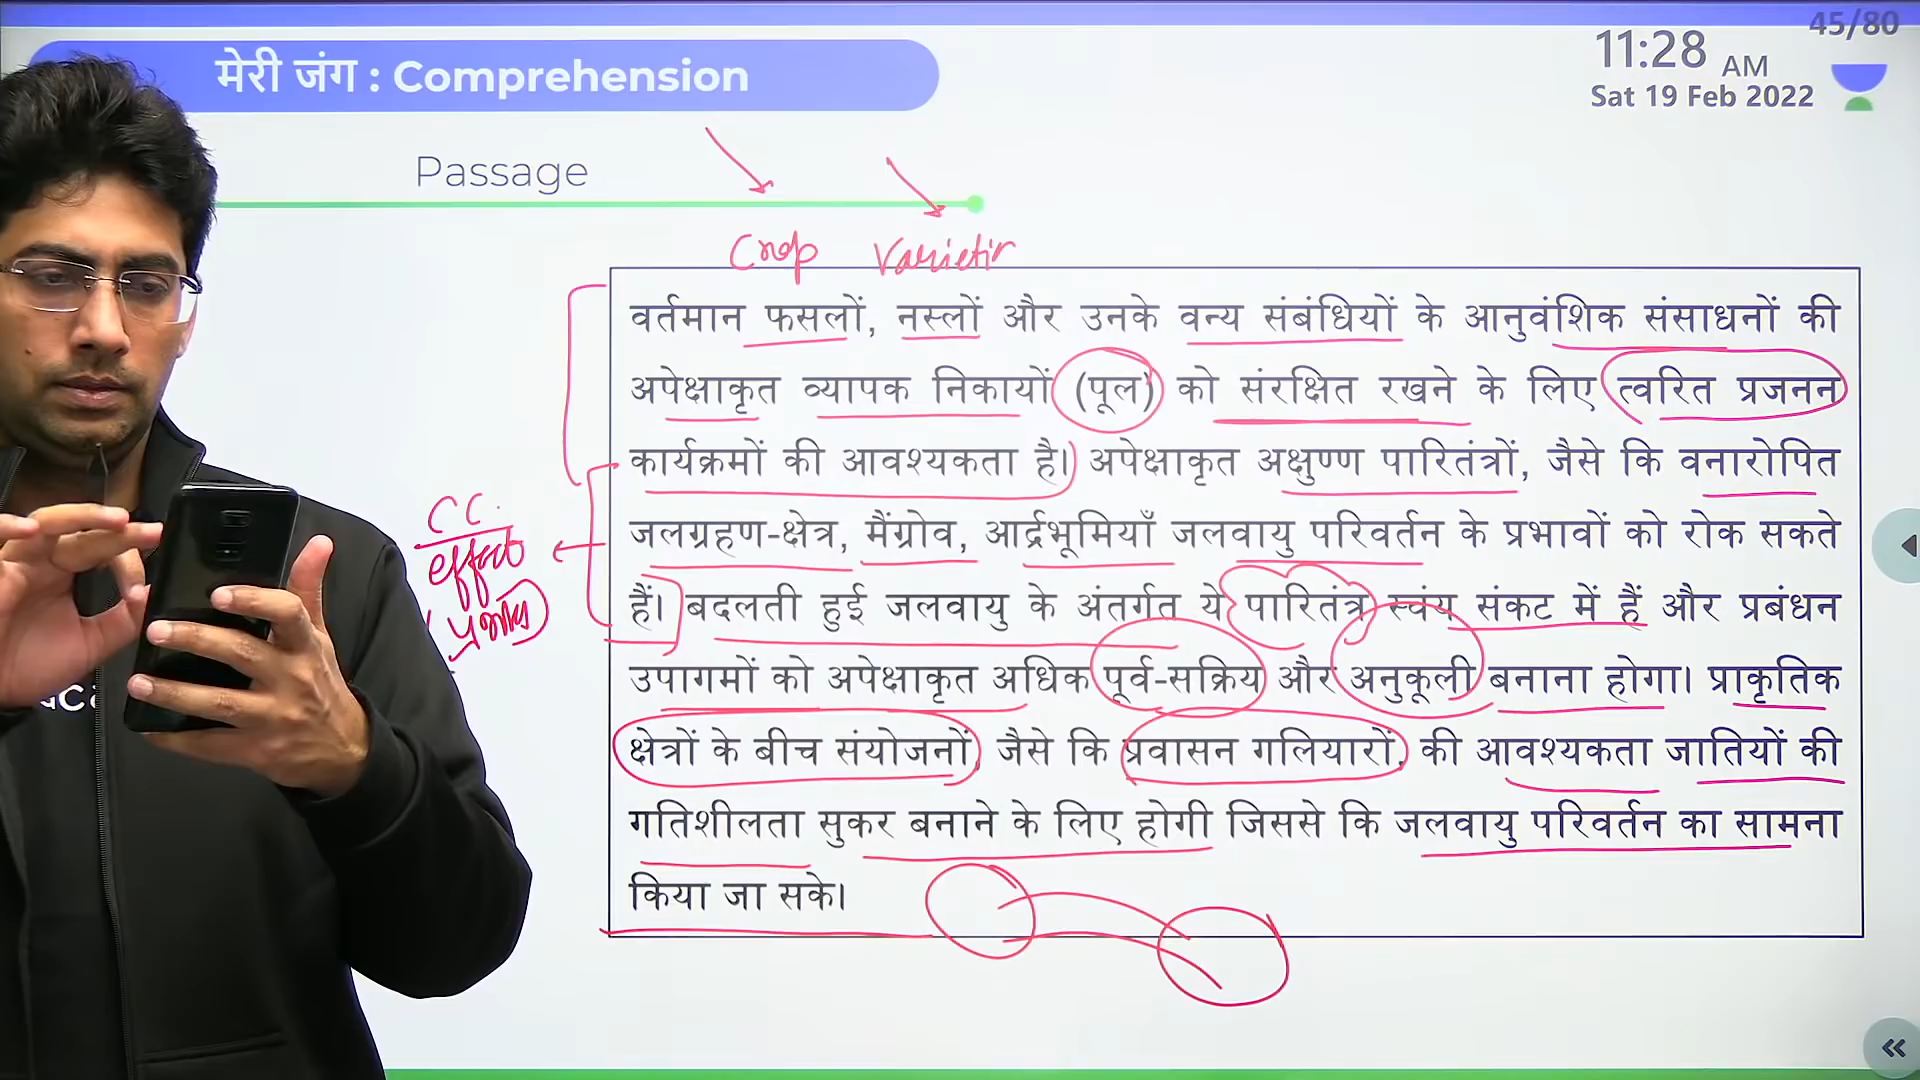 45/80
मेरी जंग : Comprehension
11:28 AM
Sat 19 Feb 2022
Passage
Crop
वर्तमान फसलों, नस्लों और उनके वन्य संबंधियों के आनुवंशिक संसाधनों की
अपेक्षाकृत व्यापक निकायों (पूल) को संरक्षित रखने के लिए त्वरित प्रजनन
कार्यक्रमों की आवश्यकता है। अपेक्षाकृत अक्षुण्ण पारितंत्रों, जैसे कि वनारोपित
जलग्रहण-क्षेत्र, मैंग्रोव, आर्द्रभूमियाँ जलवायु परिवर्तन के प्रभावों को रोक सकते
हैं। बदलती हुई जलवायु के अंतर्गत ये पारितंत्र स्वंय संकट में हैं और प्रबंधन
उपागमों को अपेक्षाकृत अधिक पूर्व-सक्रिय और अनुकूली बनाना होगा। प्राकृतिक
क्षेत्रों के बीच संयोजनों, जैसे कि प्रवासन गलियारों, की आवश्यकता जातियों की
गतिशीलता सुकर बनाने के लिए होगी जिससे कि जलवायु परिवर्तन का सामना
किया जा सके।
C C.
effect
प्रभाव